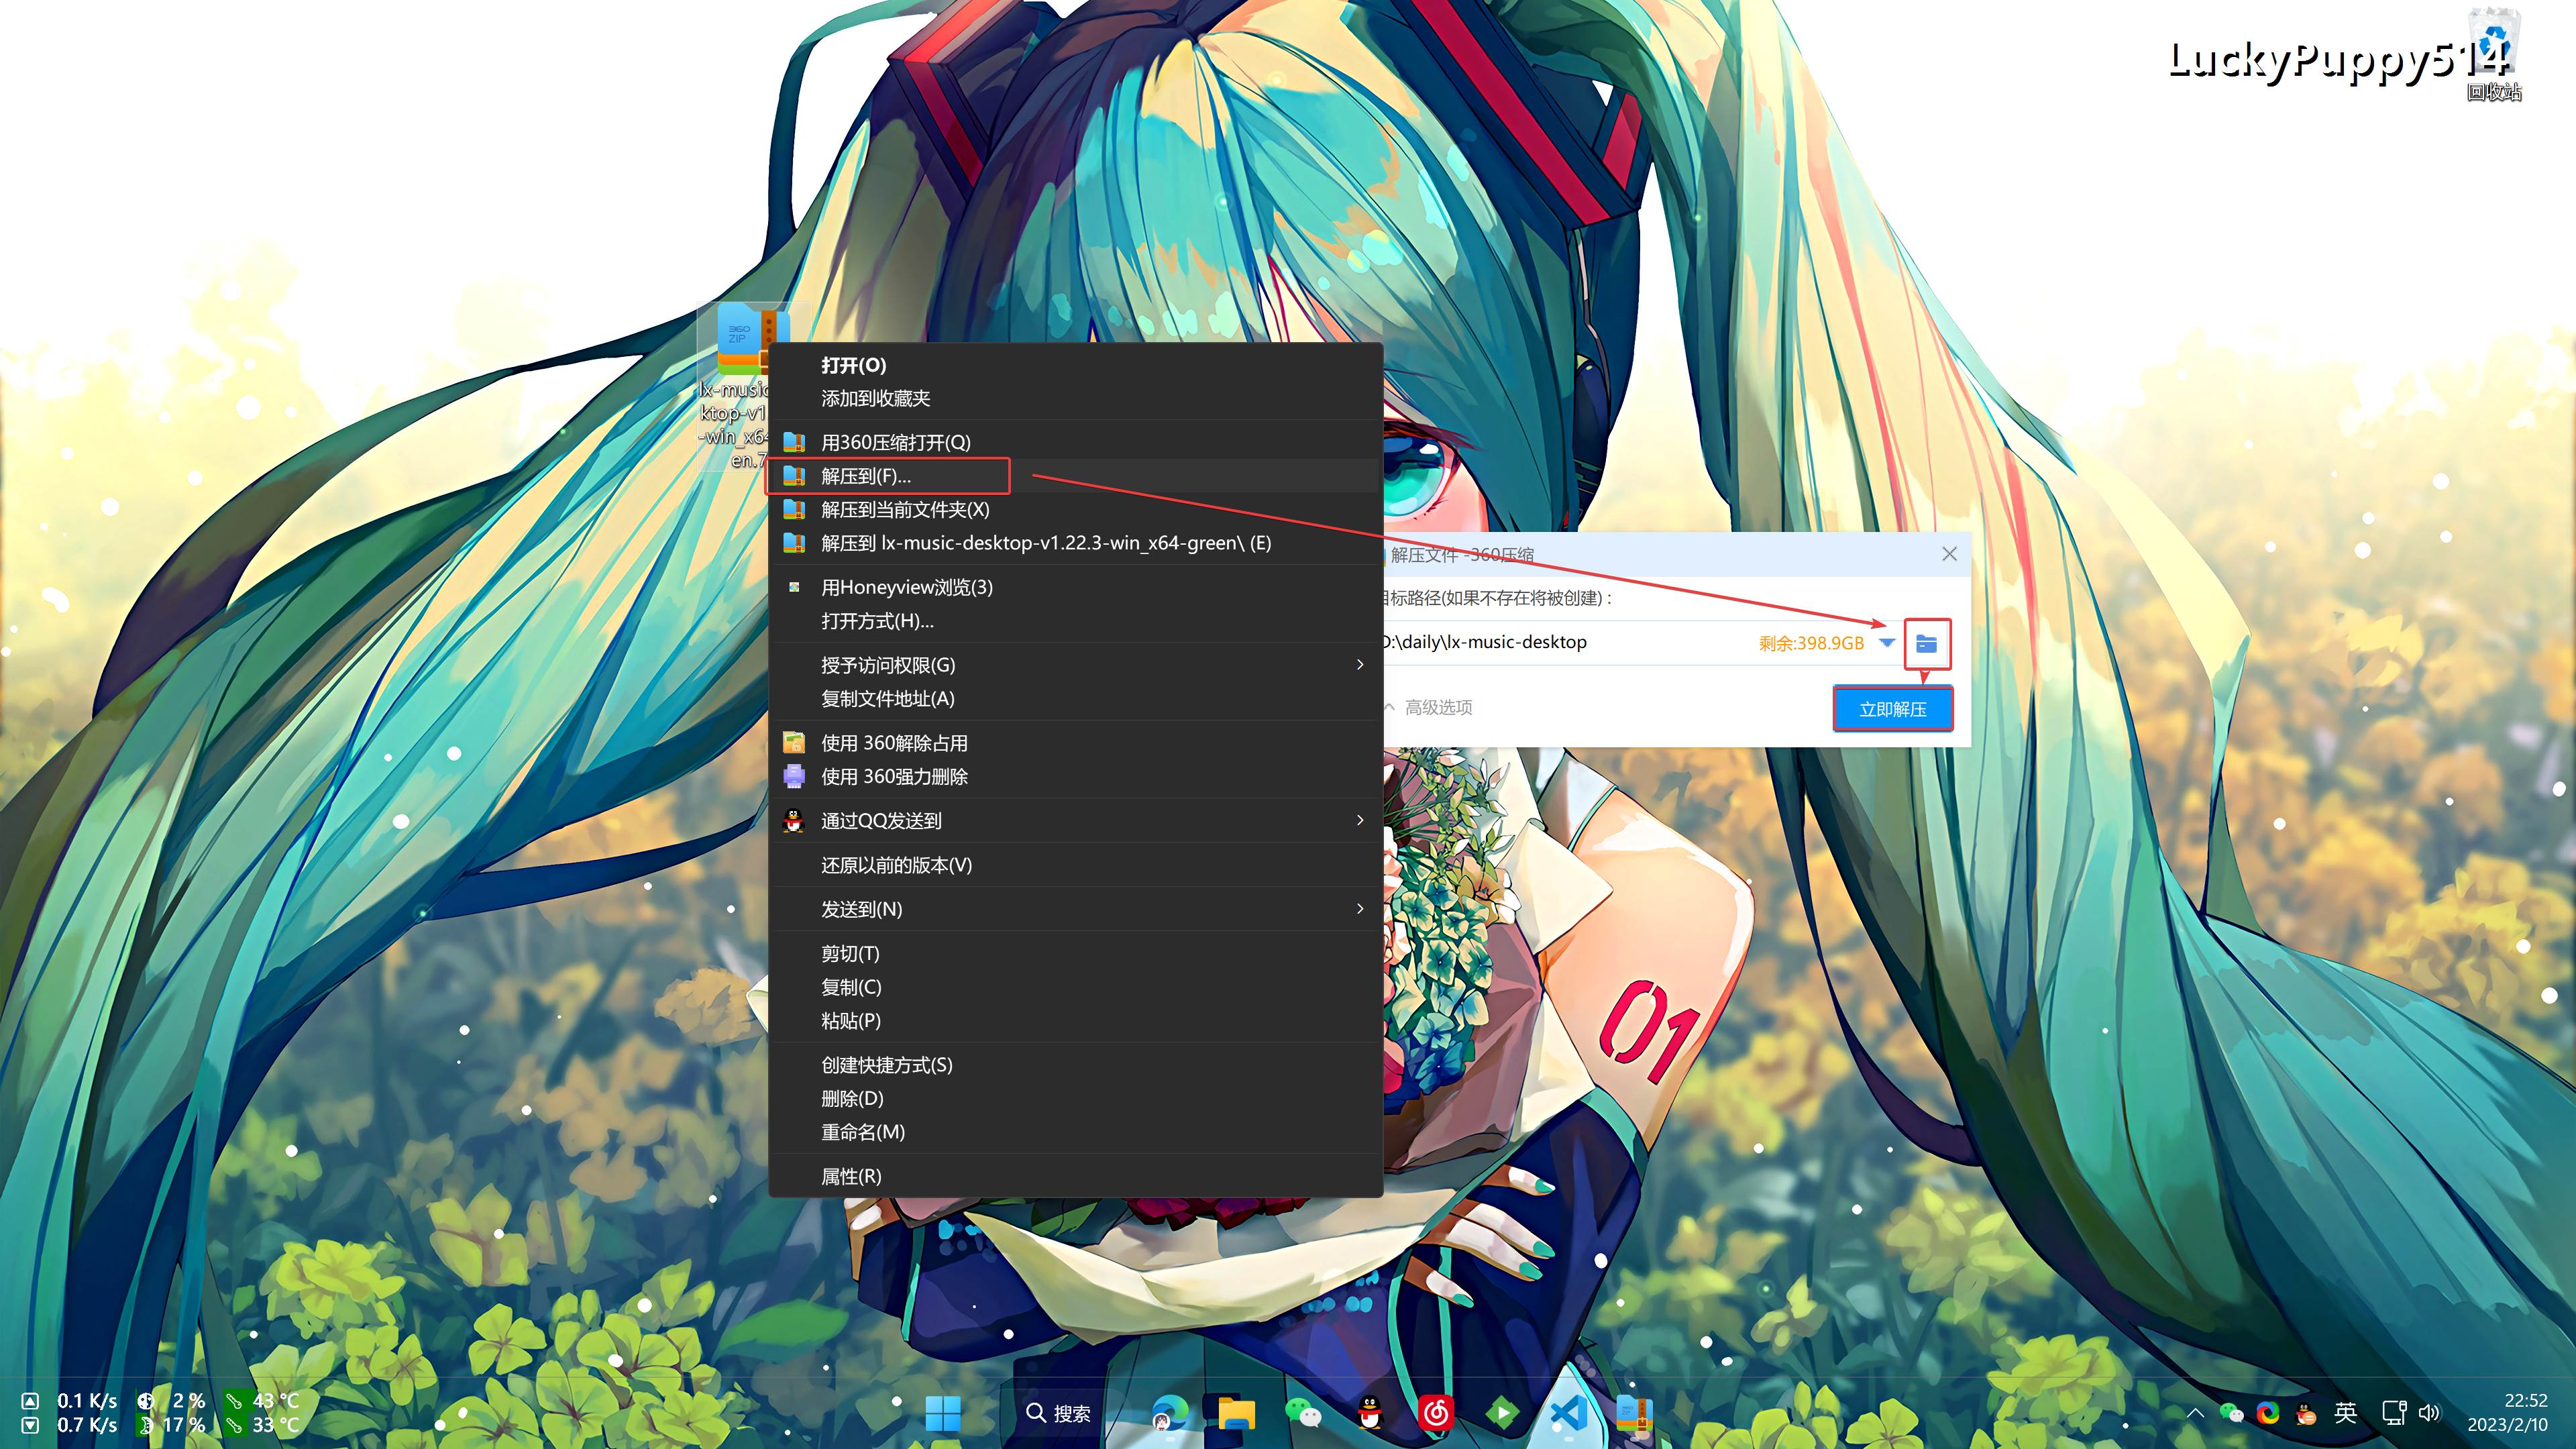 LuckyPuppy514
回收站
360
ZIP
lx-music
ktop-v1
-win_x64
en.7
打开(O)
添加到收藏夹
用360压缩打开(Q)
解压到(F)...
解压到当前文件夹(X)
解压到 lx-music-desktop-v1.22.3-win_x64-green\ (E)
用Honeyview浏览(3)
打开方式(H)...
授予访问权限(G)
复制文件地址(A)
使用 360解除占用
使用 360强力删除
通过QQ发送到
还原以前的版本(V)
发送到(N)
剪切(T)
复制(C)
粘贴(P)
创建快捷方式(S)
删除(D)
重命名(M)
属性(R)
解压文件 -360压缩
目标路径(如果不存在将被创建) :
D:\daily\lx-music-desktop 剩余:398.9GB
高级选项 立即解压
01
0.1 K/s 2 % 43 °C
0.7 K/s 17 % 33 °C
搜索
英
22:52
2023/2/10